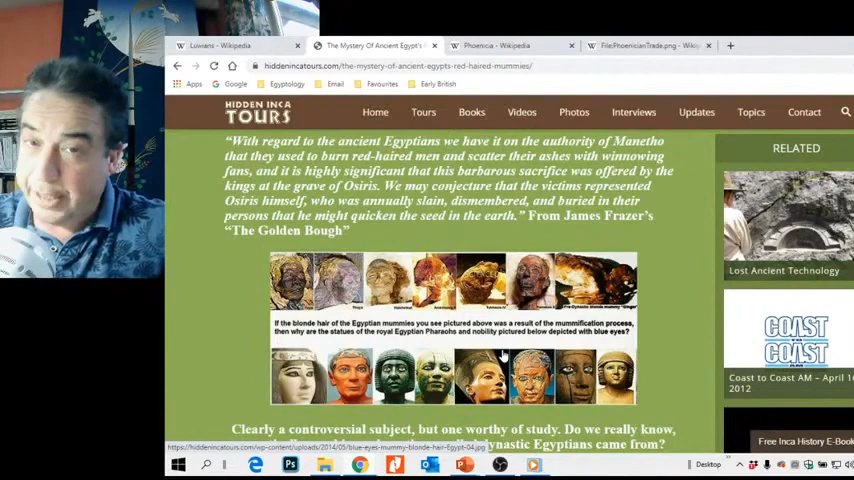 Luwians - Wikipedia
The Mystery Of Ancient Egypt's
Phoenicia - Wikipedia
File:PhoenicianTrade.png - Wikip
hiddenincatours.com/the-mystery-of-ancient-egypts-red-haired-mummies/
Apps Google Egyptology Email Favourites Early British
HIDDEN INCA
TOURS
Home Tours Books Videos Photos Interviews Updates Topics Contact
“With regard to the ancient Egyptians we have it on the authority of Manetho
that they used to burn red-haired men and scatter their ashes with winnowing
fans, and it is highly significant that this barbarous sacrifice was offered by the
kings at the grave of Osiris. We may conjecture that the victims represented
Osiris himself, who was annually slain, dismembered, and buried in their
persons that he might quicken the seed in the earth.” From James Frazer’s
“The Golden Bough”
If the blonde hair of the Egyptian mummies you see pictured above was a result of the mummification process,
then why are the statues of the royal Egyptian Pharaohs and nobility pictured below depicted with blue eyes?
Clearly a controversial subject, but one worthy of study. Do we really know,
dynastic Egyptians came from?
https://hiddenincatours.com/wp-content/uploads/2014/05/blue-eyes-mummy-blonde-hair-Egypt-04.jpg
RELATED
Lost Ancient Technology
COAST
TO
COAST
AM
Coast to Coast AM – April 10
2012
Free Inca History E-Book
Desktop